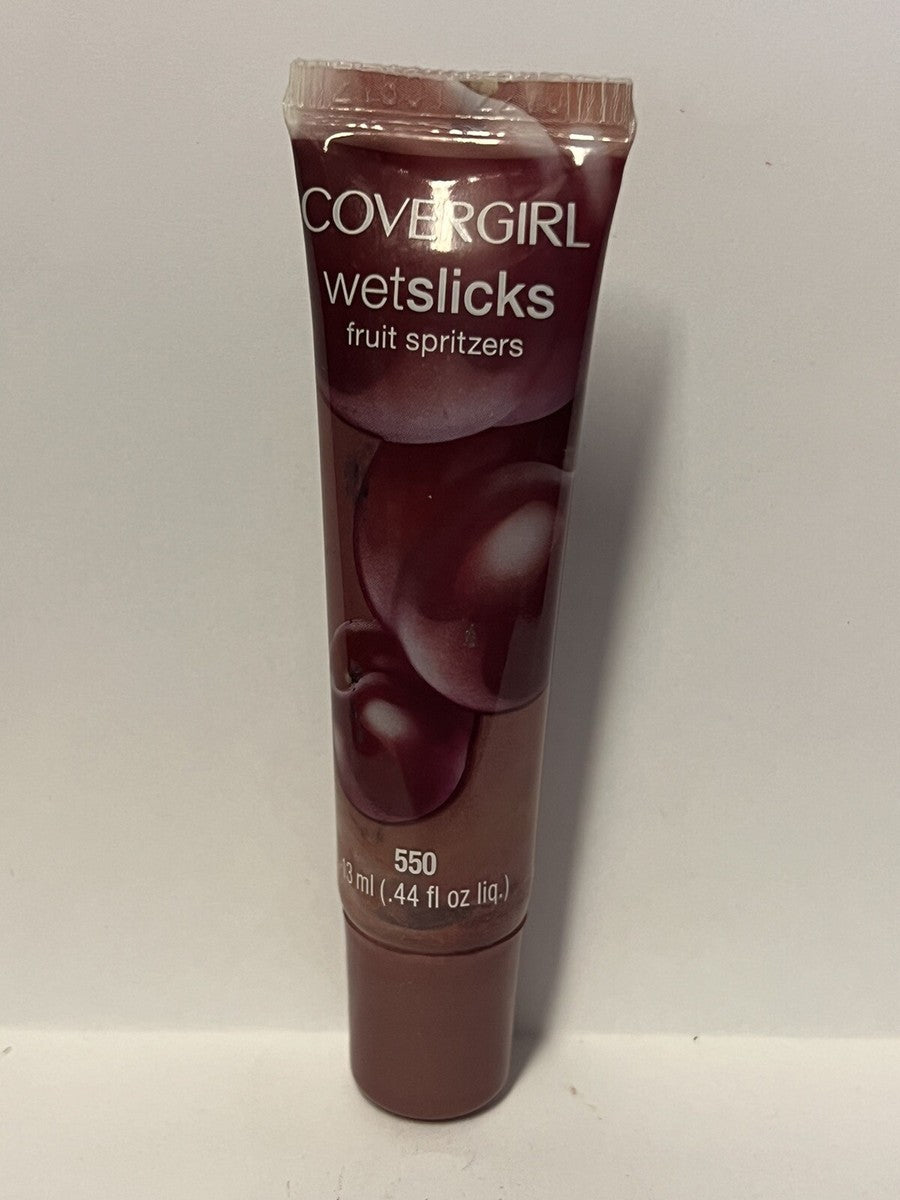 COVERGIRL
wetslicks
fruit spritzers
550
13 ml (.44 fl oz liq.)